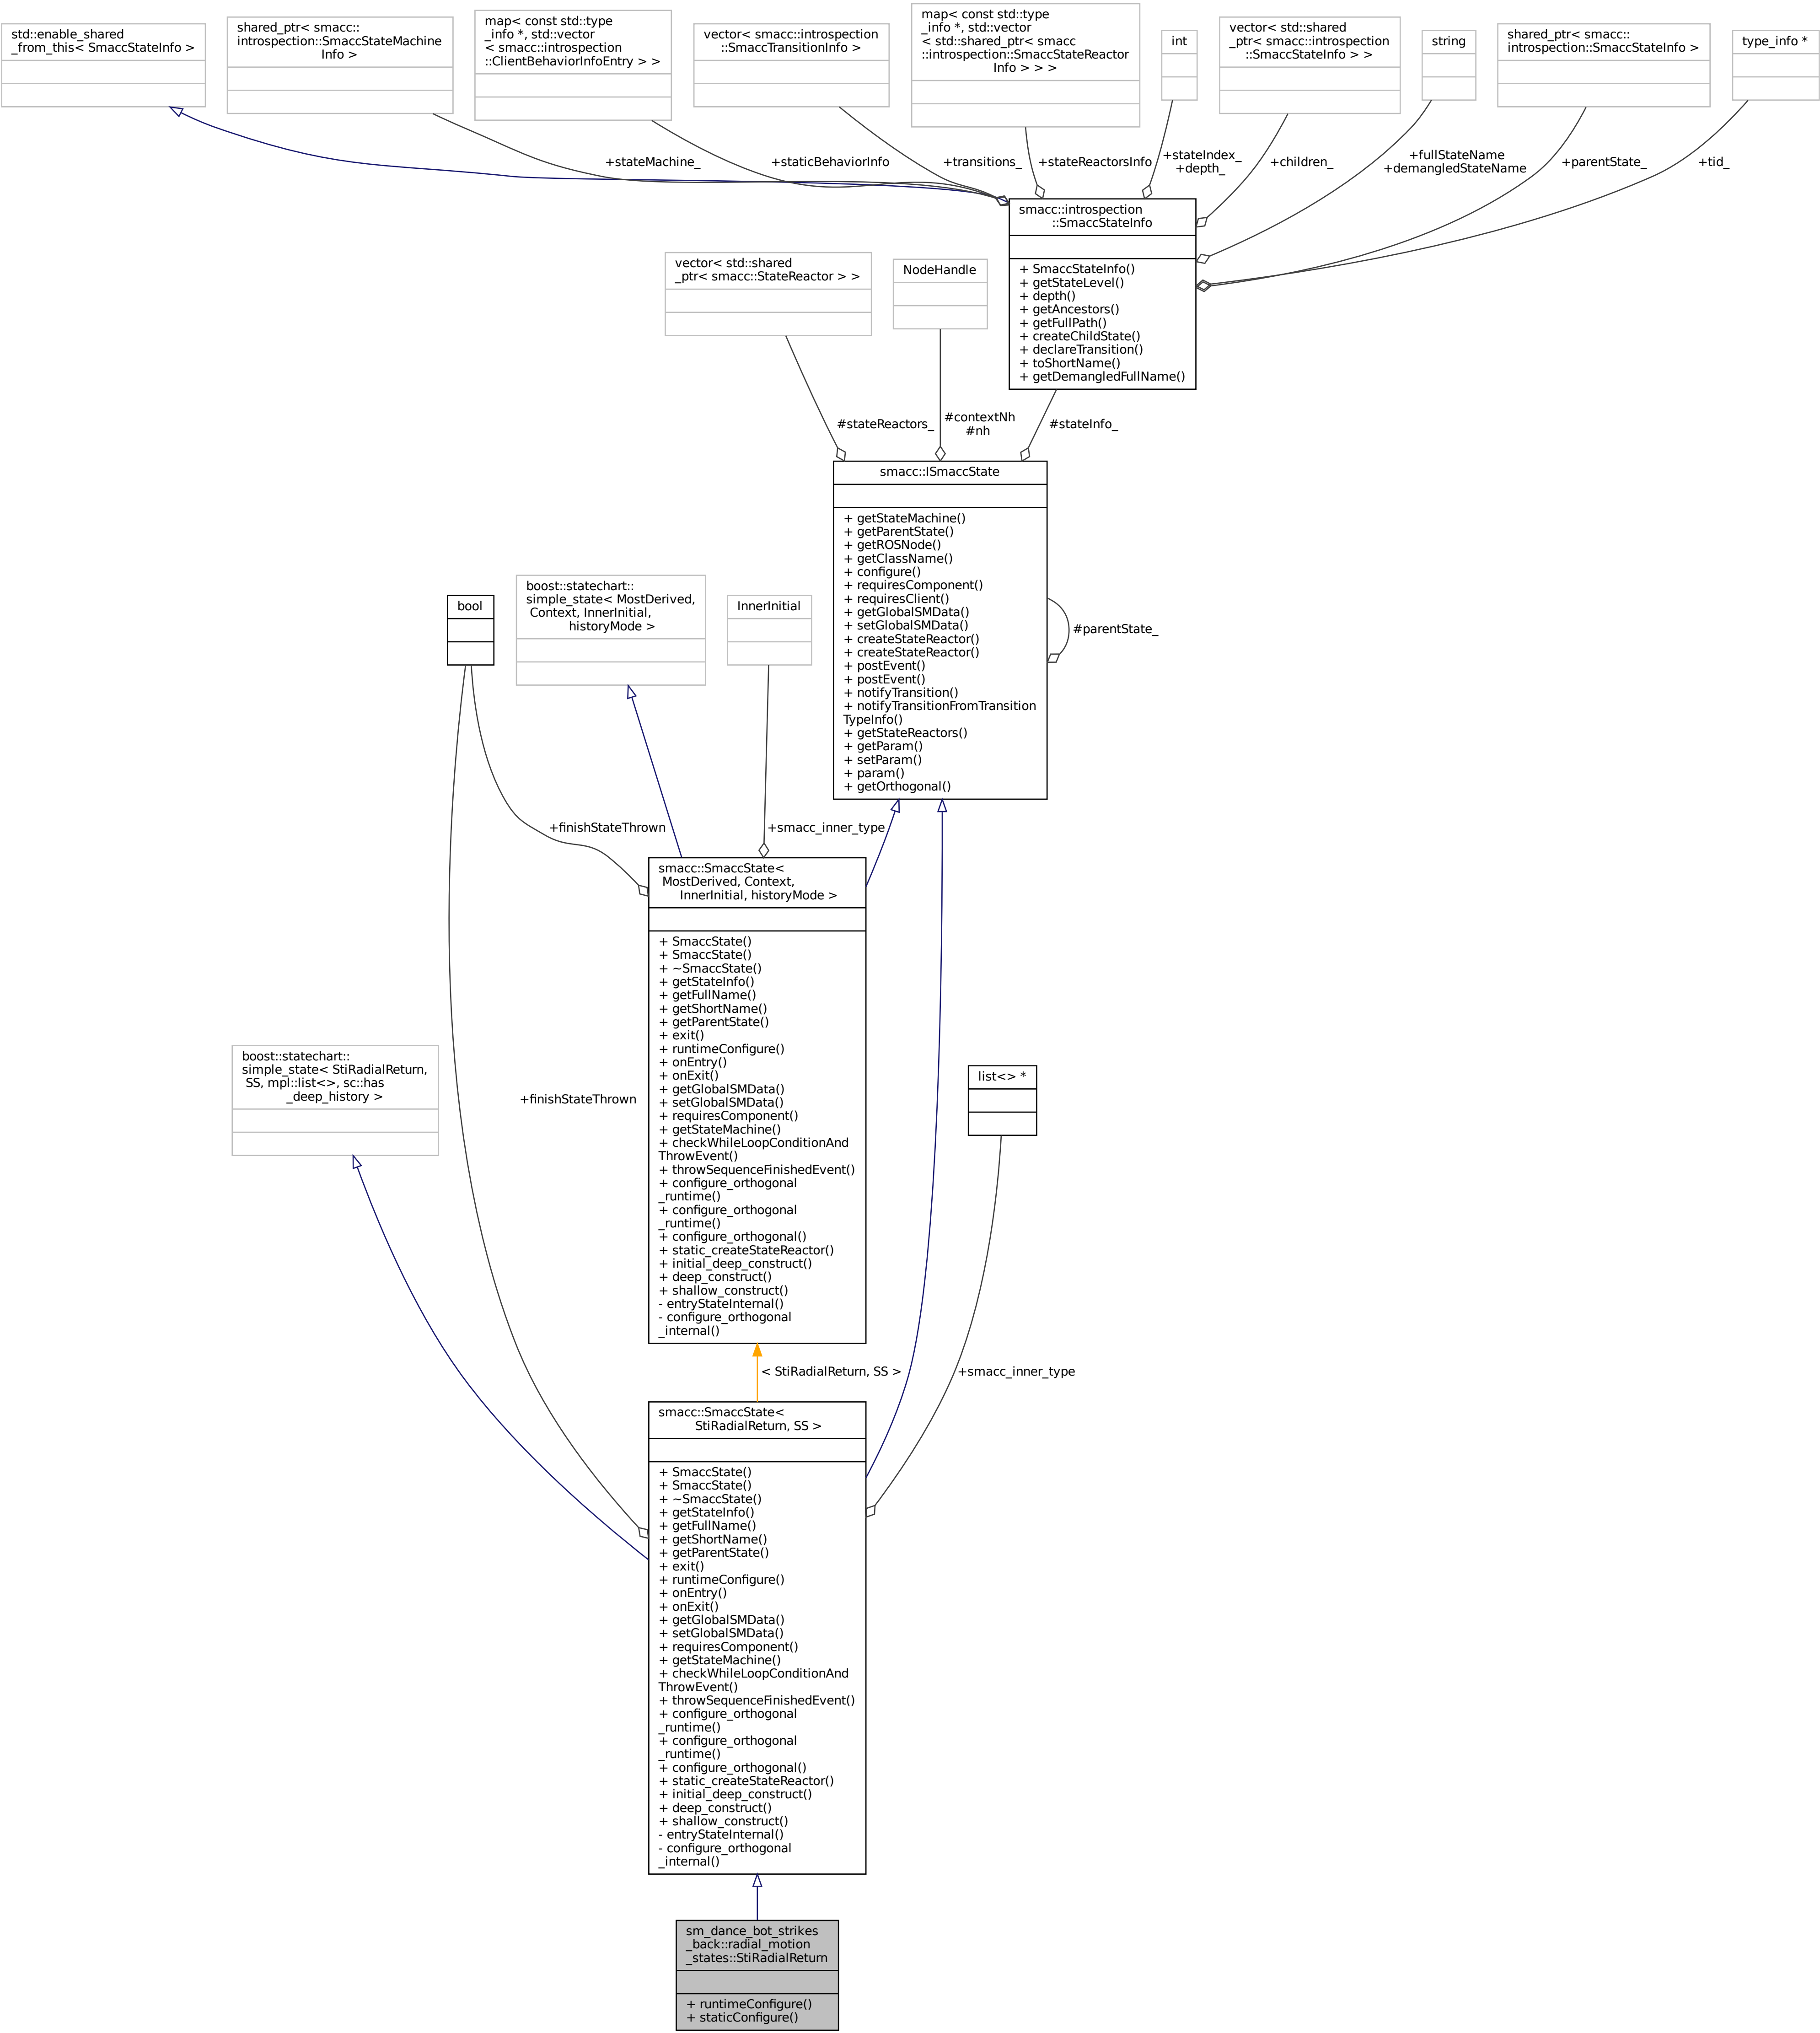 std::enable_shared
_from_this< SmaccStateInfo >
shared_ptr< smacc::
introspection::SmaccStateMachine
Info >
map< const std::type
_info *, std::vector
< smacc::introspection
::ClientBehaviorInfoEntry > >
vector< smacc::introspection
::SmaccTransitionInfo >
map< const std::type
_info *, std::vector
< std::shared_ptr< smacc
::introspection::SmaccStateReactor
Info > > >
int
vector< std::shared
_ptr< smacc::introspection
::SmaccStateInfo > >
string
shared_ptr< smacc::
introspection::SmaccStateInfo >
type_info *
+stateMachine_
+staticBehaviorInfo
+transitions_
+stateReactorsInfo
+stateIndex_
+depth_
+children_
+fullStateName
+demangledStateName
+parentState_
+tid_
smacc::introspection
::SmaccStateInfo
+ SmaccStateInfo()
+ getStateLevel()
+ depth()
+ getAncestors()
+ getFullPath()
+ createChildState()
+ declareTransition()
+ toShortName()
+ getDemangledFullName()
vector< std::shared
_ptr< smacc::StateReactor > >
NodeHandle
#stateReactors_
#contextNh
#nh
#stateInfo_
smacc::ISmaccState
+ getStateMachine()
+ getParentState()
+ getROSNode()
+ getClassName()
+ configure()
+ requiresComponent()
+ requiresClient()
+ getGlobalSMData()
+ setGlobalSMData()
+ createStateReactor()
+ createStateReactor()
+ postEvent()
+ postEvent()
+ notifyTransition()
+ notifyTransitionFromTransition
TypeInfo()
+ getStateReactors()
+ getParam()
+ setParam()
+ param()
+ getOrthogonal()
#parentState_
bool
boost::statechart::
simple_state< MostDerived,
Context, InnerInitial,
historyMode >
InnerInitial
+finishStateThrown
+smacc_inner_type
smacc::SmaccState<
MostDerived, Context,
InnerInitial, historyMode >
+ SmaccState()
+ SmaccState()
+ ~SmaccState()
+ getStateInfo()
+ getFullName()
+ getShortName()
+ getParentState()
+ exit()
+ runtimeConfigure()
+ onEntry()
+ onExit()
+ getGlobalSMData()
+ setGlobalSMData()
+ requiresComponent()
+ getStateMachine()
+ checkWhileLoopConditionAnd
ThrowEvent()
+ throwSequenceFinishedEvent()
+ configure_orthogonal
_runtime()
+ configure_orthogonal
_runtime()
+ configure_orthogonal()
+ static_createStateReactor()
+ initial_deep_construct()
+ deep_construct()
+ shallow_construct()
- entryStateInternal()
- configure_orthogonal
_internal()
boost::statechart::
simple_state< StiRadialReturn,
SS, mpl::list<>, sc::has
_deep_history >
+finishStateThrown
list<> *
< StiRadialReturn, SS >
+smacc_inner_type
smacc::SmaccState<
StiRadialReturn, SS >
+ SmaccState()
+ SmaccState()
+ ~SmaccState()
+ getStateInfo()
+ getFullName()
+ getShortName()
+ getParentState()
+ exit()
+ runtimeConfigure()
+ onEntry()
+ onExit()
+ getGlobalSMData()
+ setGlobalSMData()
+ requiresComponent()
+ getStateMachine()
+ checkWhileLoopConditionAnd
ThrowEvent()
+ throwSequenceFinishedEvent()
+ configure_orthogonal
_runtime()
+ configure_orthogonal
_runtime()
+ configure_orthogonal()
+ static_createStateReactor()
+ initial_deep_construct()
+ deep_construct()
+ shallow_construct()
- entryStateInternal()
- configure_orthogonal
_internal()
sm_dance_bot_strikes
_back::radial_motion
_states::StiRadialReturn
+ runtimeConfigure()
+ staticConfigure()